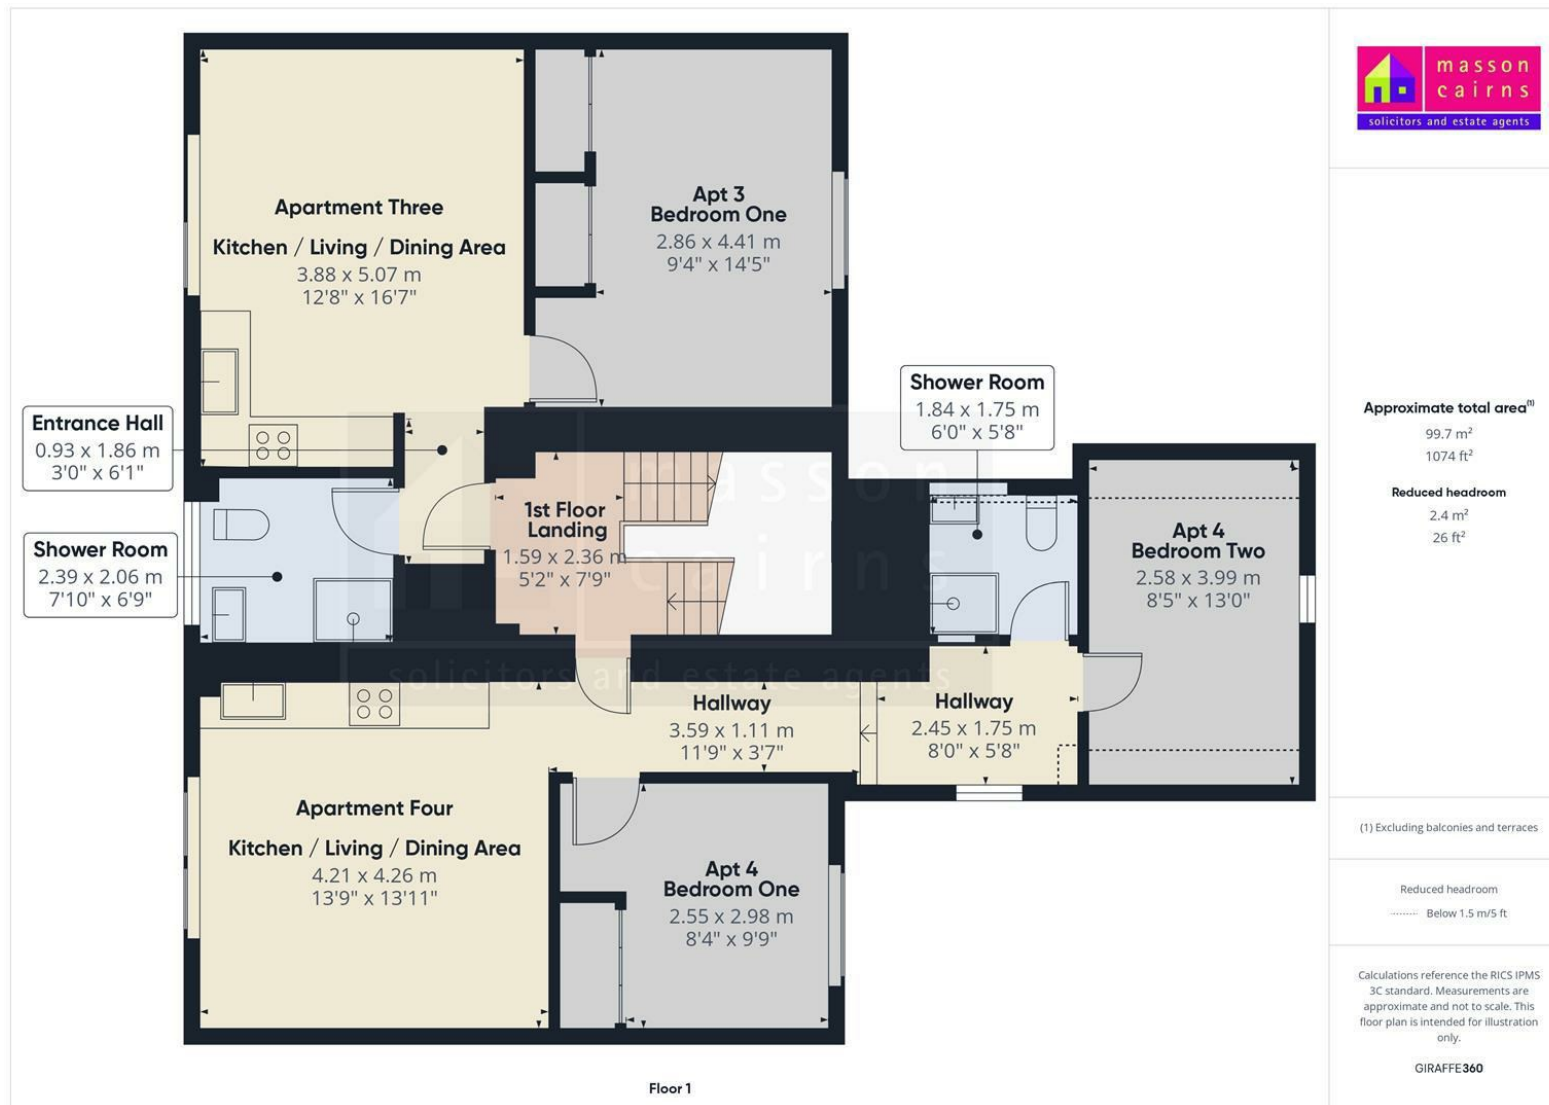 Apartment Three
Kitchen / Living / Dining Area
3.88 x 5.07 m
12'8" x 16'7"
Apt 3
Bedroom One
2.86 x 4.41 m
9'4" x 14'5"
Entrance Hall
0.93 x 1.86 m
3'0" x 6'1"
Shower Room
2.39 x 2.06 m
7'10" x 6'9"
1st Floor
Landing
1.59 x 2.36 m
5'2" x 7'9"
Shower Room
1.84 x 1.75 m
6'0" x 5'8"
Apt 4
Bedroom Two
2.58 x 3.99 m
8'5" x 13'0"
Hallway
3.59 x 1.11 m
11'9" x 3'7"
Hallway
2.45 x 1.75 m
8'0" x 5'8"
Apartment Four
Kitchen / Living / Dining Area
4.21 x 4.26 m
13'9" x 13'11"
Apt 4
Bedroom One
2.55 x 2.98 m
8'4" x 9'9"
masson
cairns
solicitors and estate agents
Floor 1
masson
cairns
solicitors and estate agents
Approximate total area(1)
99.7 m²
1074 ft²
Reduced headroom
2.4 m²
26 ft²
(1) Excluding balconies and terraces
Reduced headroom
Below 1.5 m/5 ft
Calculations reference the RICS IPMS
3C standard. Measurements are
approximate and not to scale. This
floor plan is intended for illustration
only.
GIRAFFE360